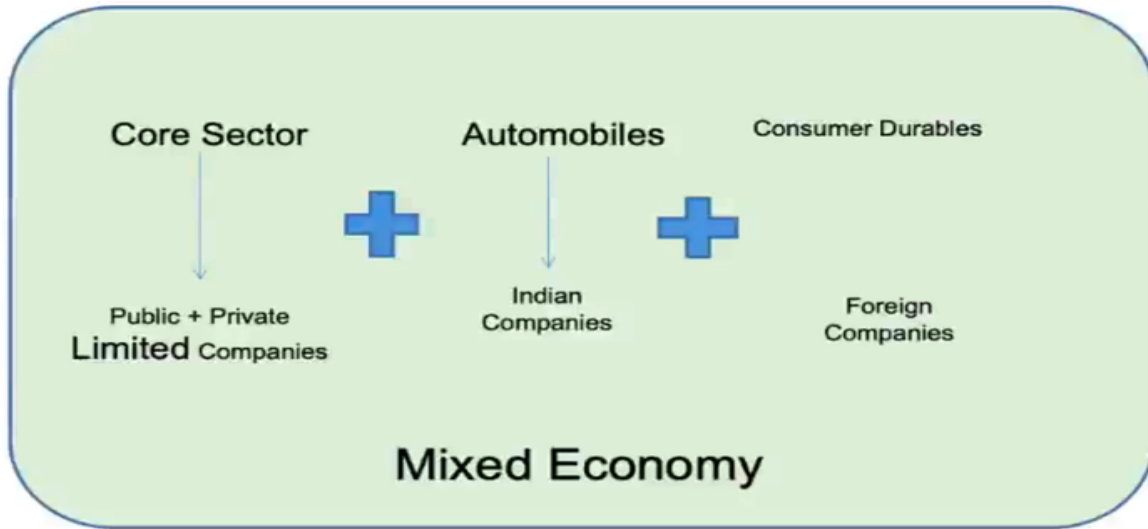 Core Sector
Automobiles
Consumer Durables
Public + Private
Limited Companies
Indian
Companies
Foreign
Companies
Mixed Economy